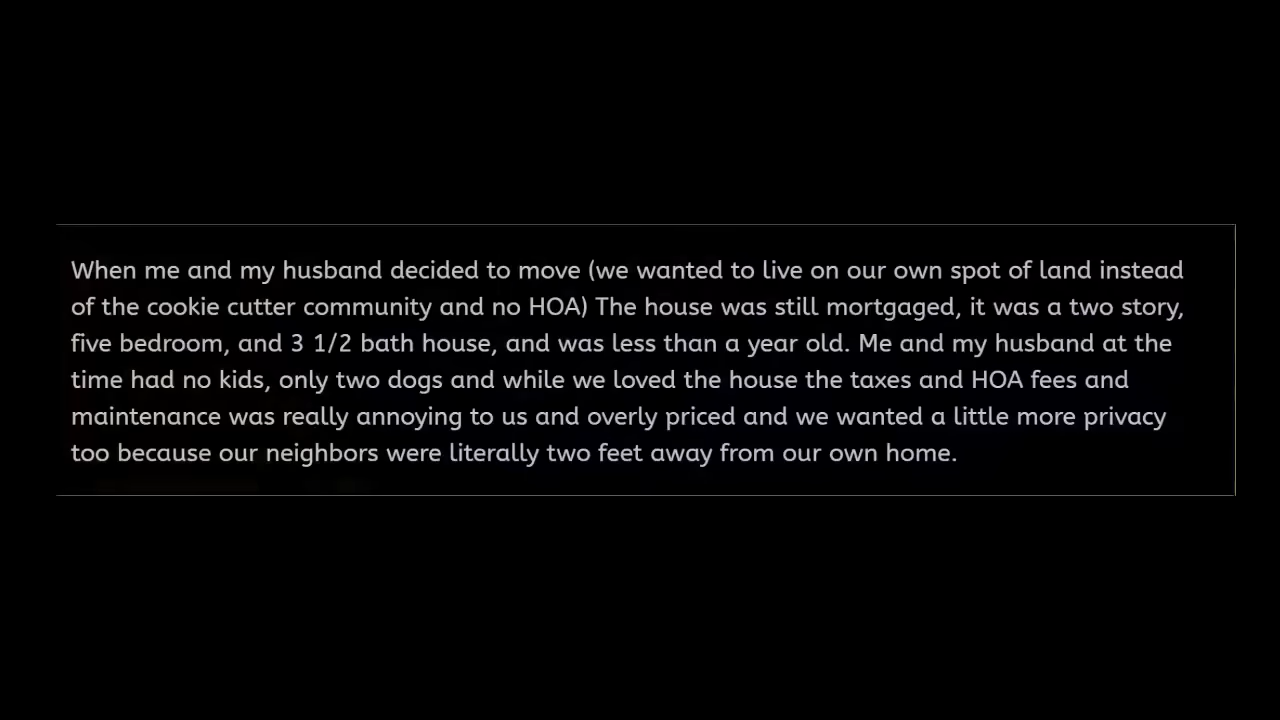 When me and my husband decided to move (we wanted to live on our own spot of land instead
of the cookie cutter community and no HOA) The house was still mortgaged, it was a two story,
five bedroom, and 3 1/2 bath house, and was less than a year old. Me and my husband at the
time had no kids, only two dogs and while we loved the house the taxes and HOA fees and
maintenance was really annoying to us and overly priced and we wanted a little more privacy
too because our neighbors were literally two feet away from our own home.